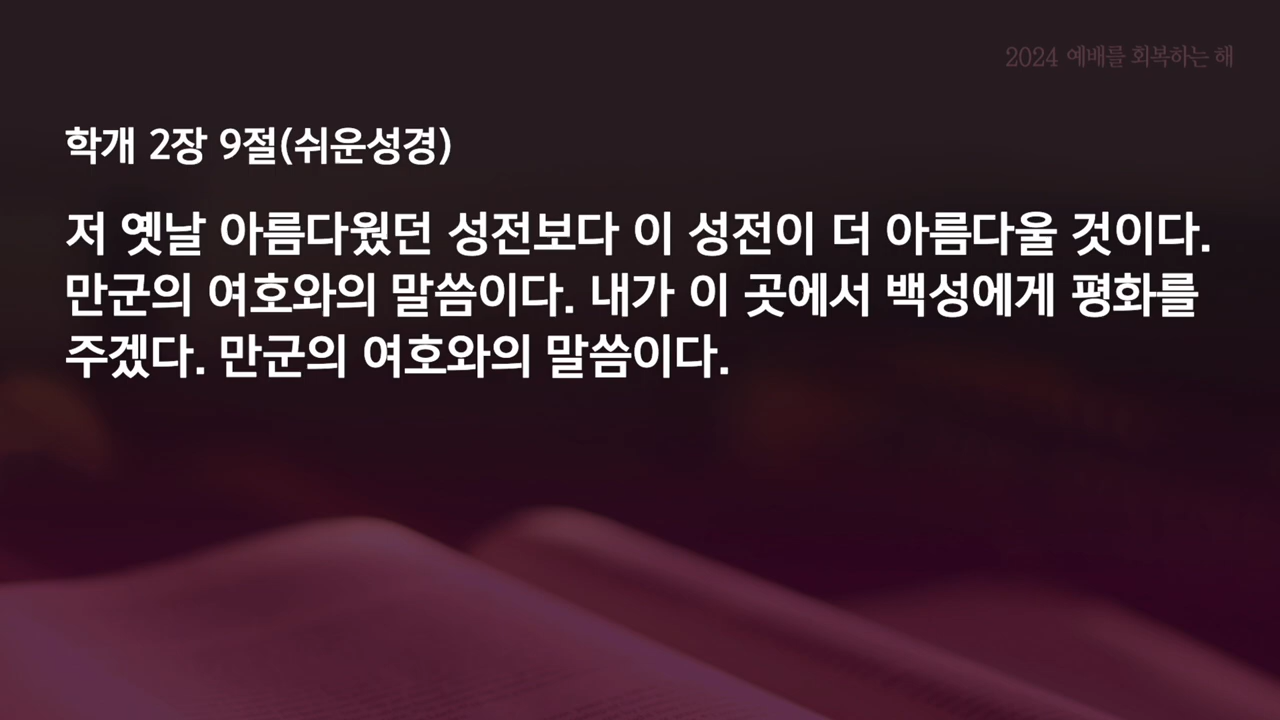 2024 예배를 회복하는 해
학개 2장 9절(쉬운성경)
저 옛날 아름다웠던 성전보다 이 성전이 더 아름다울 것이다.
만군의 여호와의 말씀이다. 내가 이 곳에서 백성에게 평화를
주겠다. 만군의 여호와의 말씀이다.